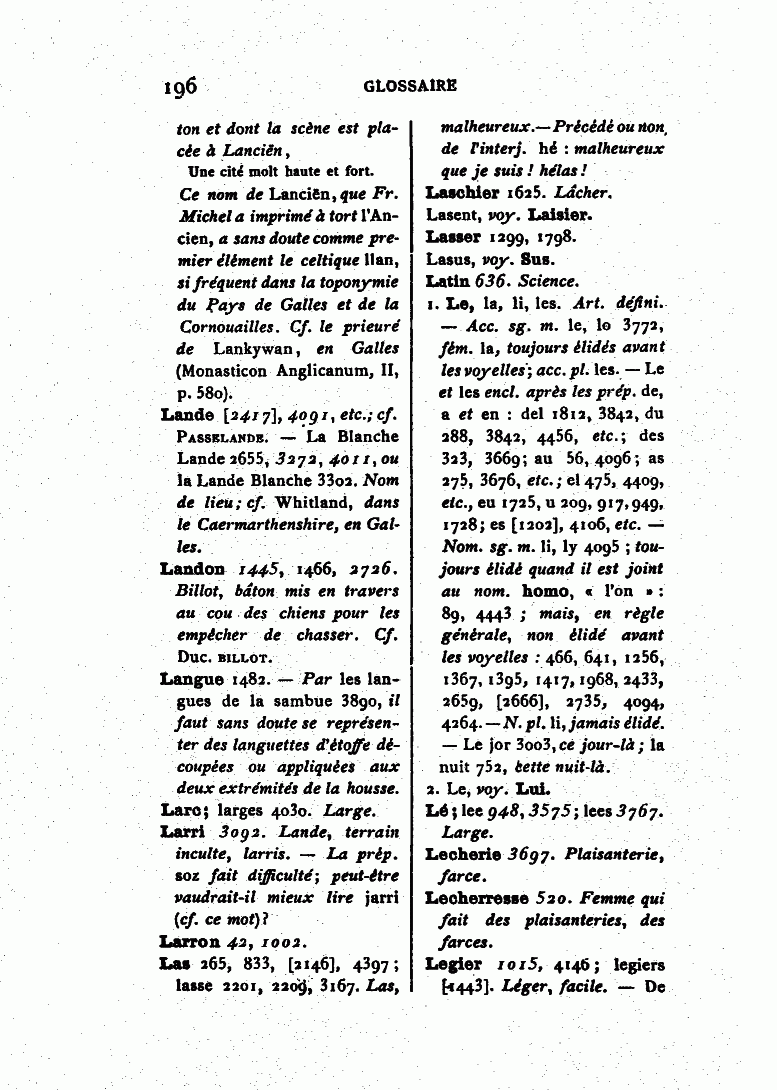 196
GLOSSAIRE
ton et dont la scène est pla-
cée à Lanciën,
Une cité molt haute et fort.
Ce nom de Lanciën, que Fr.
Michel a imprimé à tort l'An-
cien, a sans doute comme pre-
mier élément le celtique llan,
si fréquent dans la toponymie
du Pays de Galles et de la
Cornouailles. Cf. le prieuré
de Lankywan, en Galles
(Monasticon Anglicanum, II,
p. 580).
Lande [2417], 4091, etc.; cf.
PASSELANDE. — La Blanche
Lande 2655, 3272, 4011, ou
la Lande Blanche 3302. Nom
de lieu; cf. Whitland, dans
le Caermarthenshire, en Gal-
les.
Landon 1445, 1466, 2726.
Billot, bâton mis en travers
au cou des chiens pour les
empêcher de chasser. Cf.
Duc. BILLOT.
Langue 1482. — Par les lan-
gues de la sambue 3890, il
faut sans doute se représen-
ter des languettes d'étoffe dé-
coupées ou appliquées aux
deux extrémités de la housse.
Larc; larges 4030. Large.
Larri 3092. Lande, terrain
inculte, larris. — La prép.
soz fait difficulté; peut-être
vaudrait-il mieux lire jarri
(cf. ce mot)?
Larron 42, 1002.
Las 265, 833, [2146], 4397;
lasse 2201, 3167. Las,
malheureux.—Précédé ou non,
de l'interj. hé : malheureux
que je suis ! hélas !
Laschier 1625. Lâcher.
Lasent, voy. Laisier.
Lasser 1299, 1798.
Lasus, voy. Sus.
Latin 636. Science.
1. Le, la, li, les. Art. défini.
— Acc. sg. m. le, lo 3772,
fém. la, toujours élidés avant
les voyelles; acc. pl. les. — Le
et les encl. après les prép. de,
a et en : del 1812, 3842, du
288, 3842, 4456, etc.; des
323, 3669; au 56, 4096; as
275, 3676, etc.; el 475, 4409,
etc., eu 1725, u 209, 917, 949,
1728; es [1202], 4106, etc. —
Nom. sg. m. li, ly 4095 ; tou-
jours élidé quand il est joint
au nom. homo, « l'on » :
89, 4443 ; mais, en règle
générale, non élidé avant
les voyelles : 466, 641, 1256,
1367, 1395, 1417, 1968, 2433,
2659, [2666], 2735, 4094,
4264. — N. pl. li, jamais élidé.
— Le jor 3003, ce jour-là ; la
nuit 752, cette nuit-là.
2. Le, voy. Lui.
Lé; lee 948, 3575; lees 3767.
Large.
Lecherie 3697. Plaisanterie,
farce.
Lecherresse 520. Femme qui
fait des plaisanteries, des
farces.
Legier 1015, 4146; legiers
Léger, facile. — De